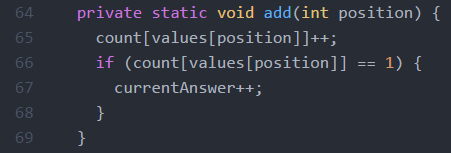 64 private static void add(int position) {
65 count[values[position]]++;
66 if (count[values[position]] == 1) {
67 currentAnswer++;
68 }
69 }